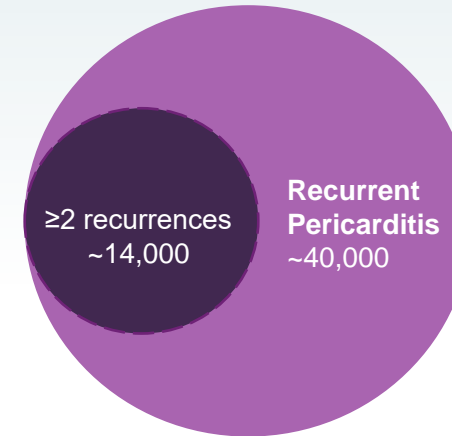 ≥2 recurrences
~14,000
Recurrent
Pericarditis
~40,000